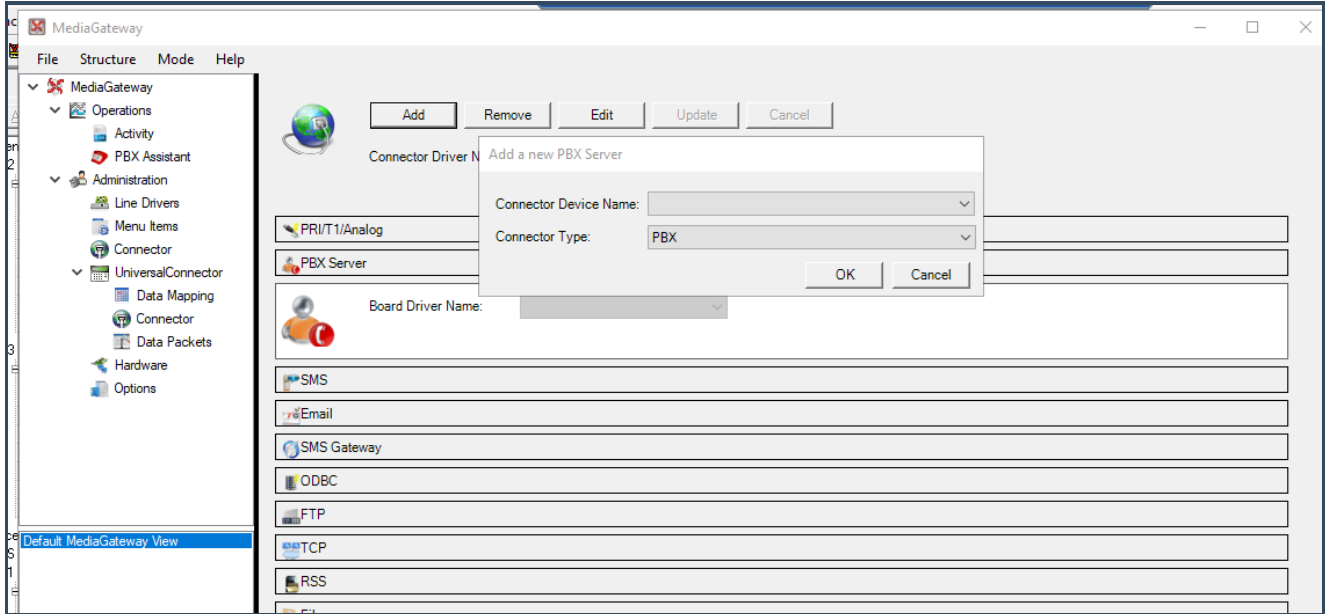 MediaGateway
File Structure Mode Help
MediaGateway
Operations
Activity
PBX Assistant
Administration
Line Drivers
Menu Items
Connector
UniversalConnector
Data Mapping
Connector
Data Packets
Hardware
Options
Default MediaGateway View
Add Remove Edit Update Cancel
Connector Driver N
Add a new PBX Server
Connector Device Name:
Connector Type: PBX
OK Cancel
PRI/T1/Analog
PBX Server
Board Driver Name:
SMS
Email
SMS Gateway
ODBC
FTP
TCP
RSS